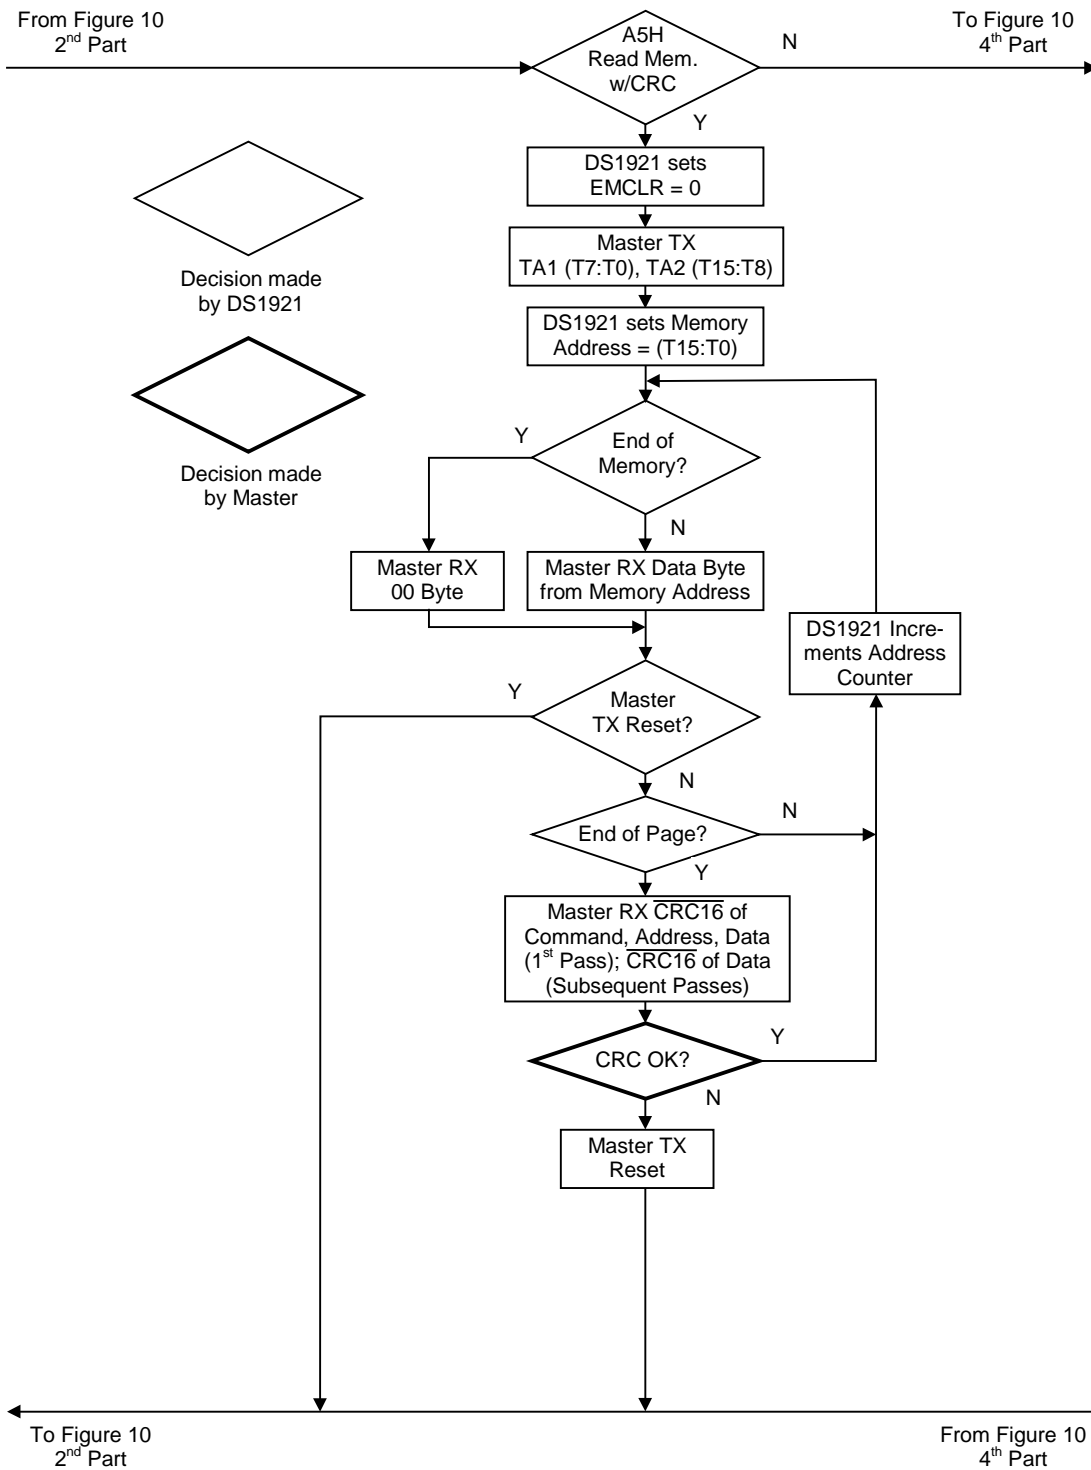 From Figure 10
2nd Part
A5H
Read Mem.
w/CRC
N
To Figure 10
4th Part
Y
DS1921 sets
EMCLR = 0
Decision made
by DS1921
Master TX
TA1 (T7:T0), TA2 (T15:T8)
DS1921 sets Memory
Address = (T15:T0)
Decision made
by Master
Y
End of
Memory?
N
Master RX
00 Byte
Master RX Data Byte
from Memory Address
DS1921 Incre-
ments Address
Counter
Y
Master
TX Reset?
N
End of Page?
N
Y
Master RX CRC16 of
Command, Address, Data
(1st Pass); CRC16 of Data
(Subsequent Passes)
CRC OK?
Y
N
Master TX
Reset
To Figure 10
2nd Part
From Figure 10
4th Part